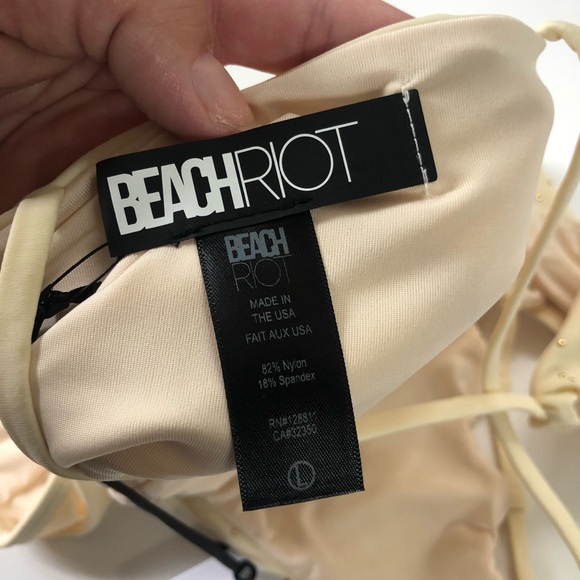 BEACHRIOT
BEACH
RIOT
MADE IN
THE USA
FAIT AUX USA
82% Nylon
18% Spandex
RN#128811
CA#32350
L